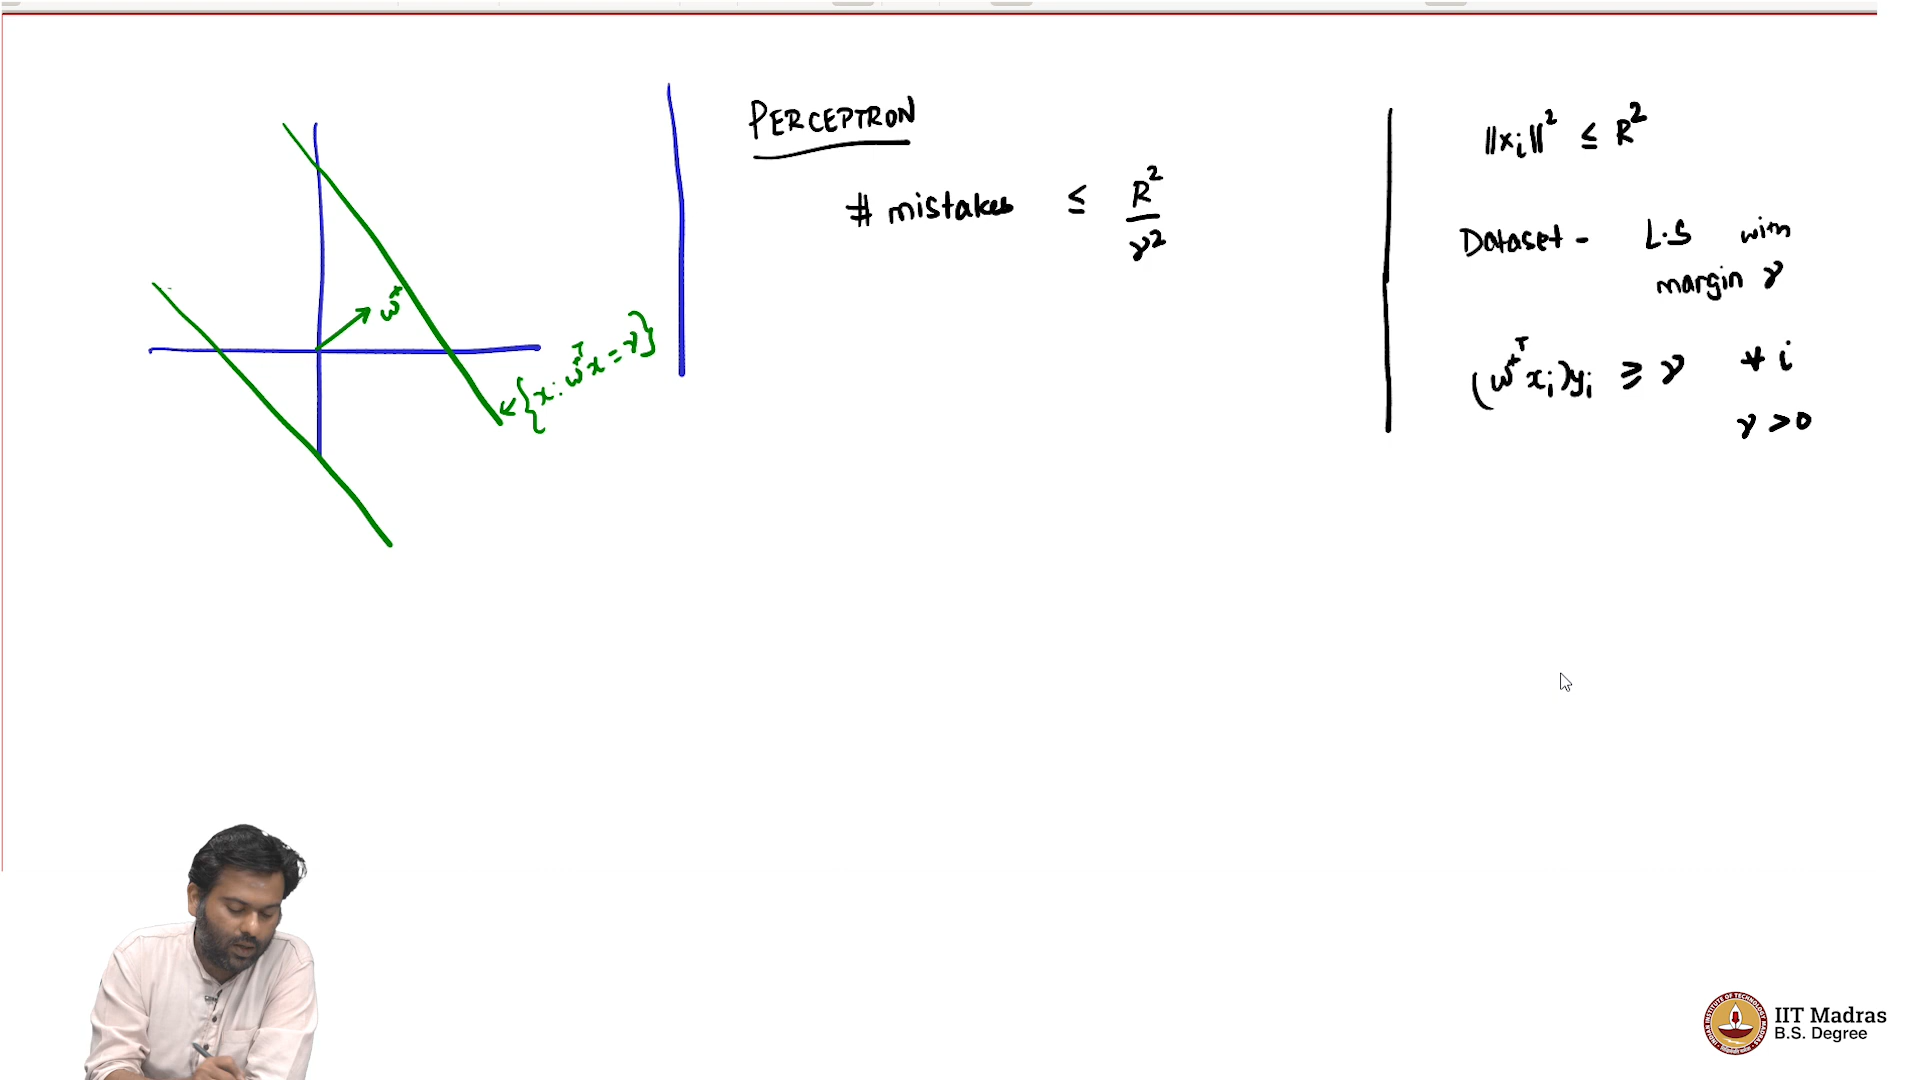 w*
{x: w*ᵀx = γ}
PERCEPTRON
# mistakes ≤ R²/γ²
‖xᵢ‖² ≤ R²
Dataset - L.S with
margin γ
(w*ᵀxᵢ)yᵢ ≥ γ ∀ i
γ > 0
IIT Madras
B.S. Degree